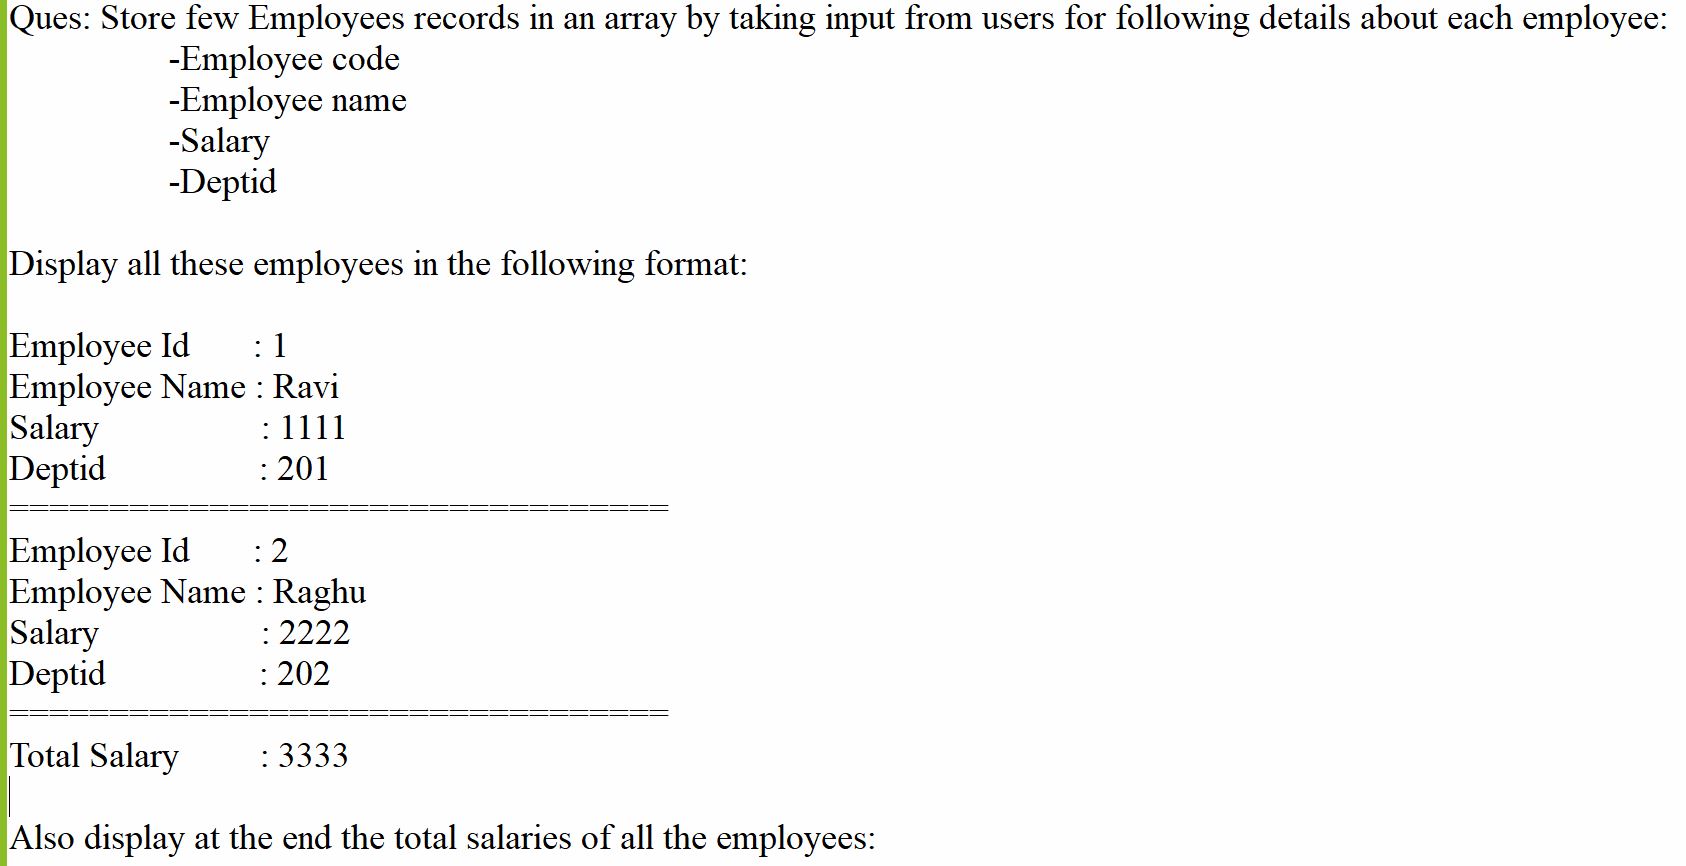 Ques: Store few Employees records in an array by taking input from users for following details about each employee:
-Employee code
-Employee name
-Salary
-Deptid
Display all these employees in the following format:
Employee Id : 1
Employee Name : Ravi
Salary : 1111
Deptid : 201
=================================
Employee Id : 2
Employee Name : Raghu
Salary : 2222
Deptid : 202
=================================
Total Salary : 3333
Also display at the end the total salaries of all the employees: